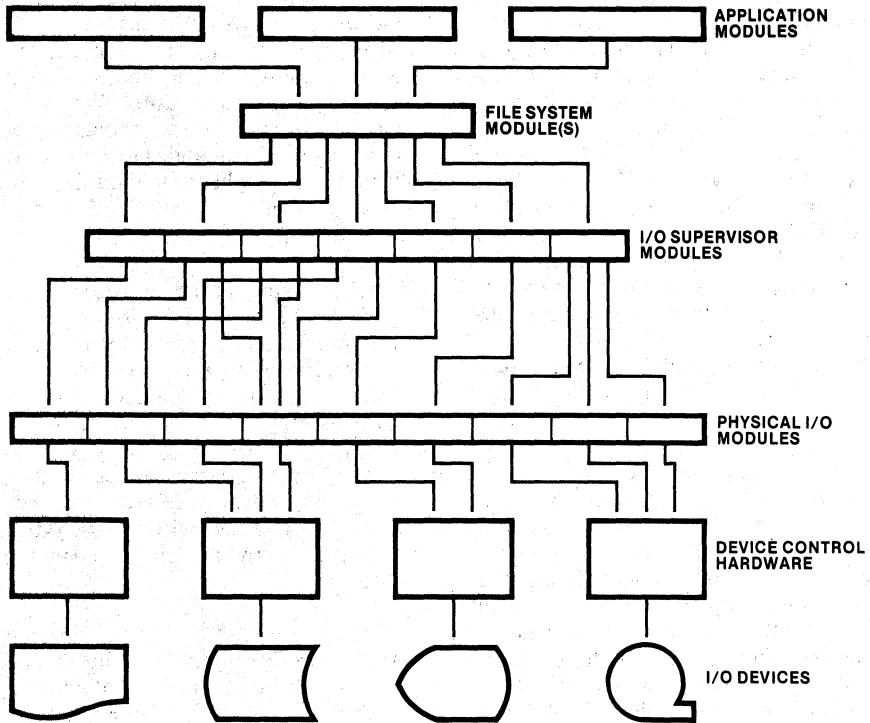 APPLICATION
MODULES
FILE SYSTEM
MODULE(S)
I/O SUPERVISOR
MODULES
PHYSICAL I/O
MODULES
DEVICE CONTROL
HARDWARE
I/O DEVICES